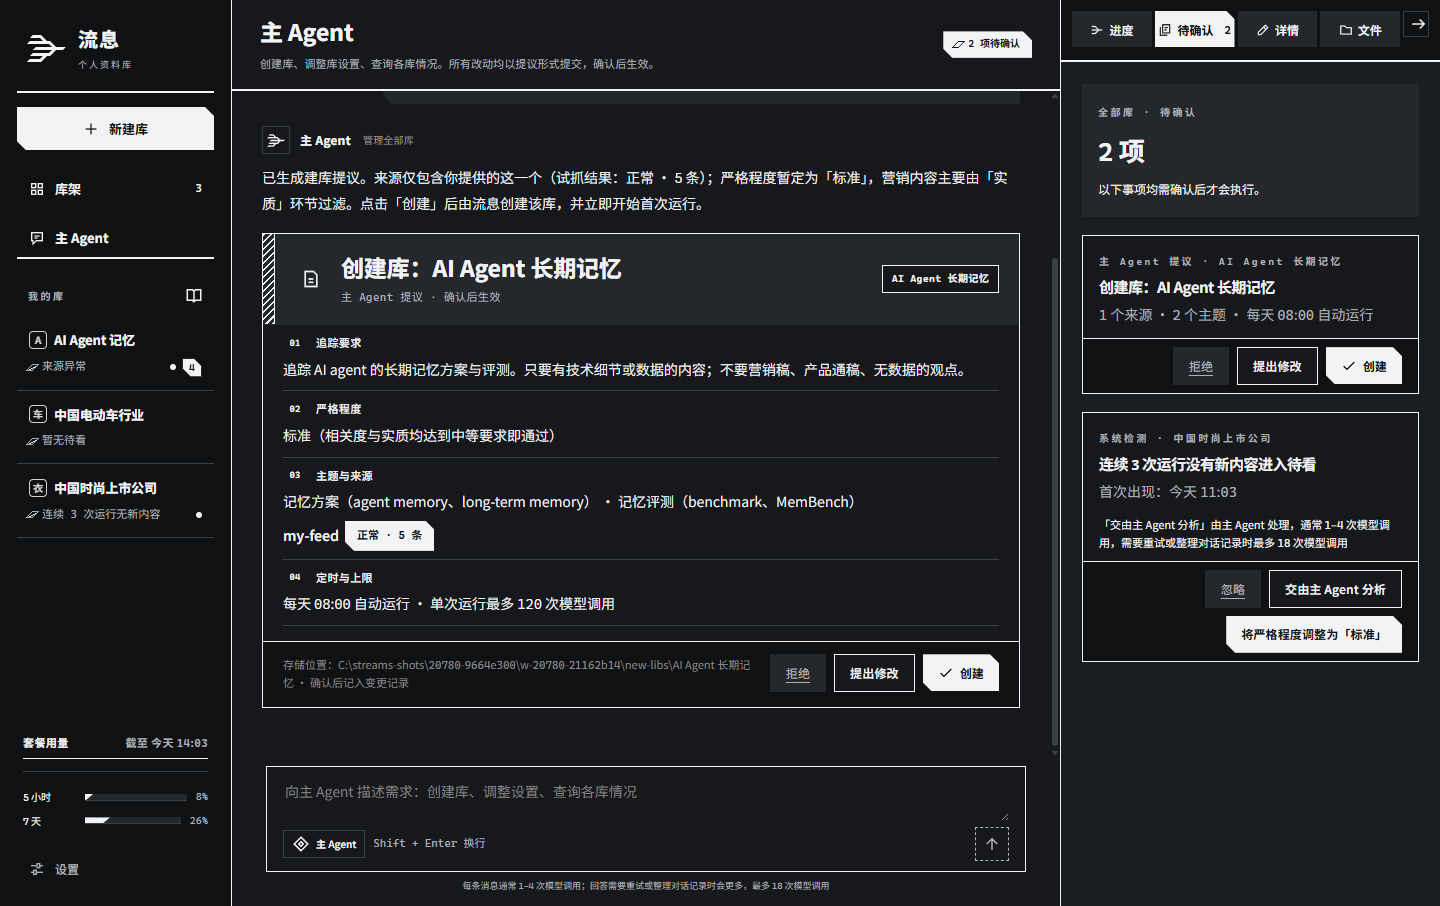 流息
个人资料库
新建库
库架 3
主 Agent
我的库
A AI Agent 记忆
来源异常 4
车 中国电动车行业
暂无待看
衣 中国时尚上市公司
连续 3 次运行无新内容
套餐用量 截至 今天 14:03
5 小时 8%
7 天 26%
设置
主 Agent
创建库、调整库设置、查询各库情况。所有改动均以提议形式提交，确认后生效。
2 项待确认
主 Agent 管理全部库
已生成建库提议。来源仅包含你提供的这一个（试抓结果：正常 · 5 条）；严格程度暂定为「标准」，营销内容主要由「实
质」环节过滤。点击「创建」后由流息创建该库，并立即开始首次运行。
创建库：AI Agent 长期记忆
主 Agent 提议 · 确认后生效
AI Agent 长期记忆
01 追踪要求
追踪 AI agent 的长期记忆方案与评测。只要有技术细节或数据的内容；不要营销稿、产品通稿、无数据的观点。
02 严格程度
标准（相关度与实质均达到中等要求即通过）
03 主题与来源
记忆方案（agent memory、long-term memory） · 记忆评测（benchmark、MemBench）
my-feed 正常 · 5 条
04 定时与上限
每天 08:00 自动运行 · 单次运行最多 120 次模型调用
存储位置：C:\streams-shots\20780-9664e300\w-20780-21162b14\new-libs\AI Agent 长期记
忆 · 确认后记入变更记录
拒绝
提出修改
创建
向主 Agent 描述需求：创建库、调整设置、查询各库情况
主 Agent
Shift + Enter 换行
每条消息通常 1–4 次模型调用；回答需要重试或整理对话记录时会更多，最多 18 次模型调用
进度
待确认 2
详情
文件
全部库 · 待确认
2 项
以下事项均需确认后才会执行。
主 Agent 提议 · AI Agent 长期记忆
创建库：AI Agent 长期记忆
1 个来源 · 2 个主题 · 每天 08:00 自动运行
拒绝
提出修改
创建
系统检测 · 中国时尚上市公司
连续 3 次运行没有新内容进入待看
首次出现：今天 11:03
「交由主 Agent 分析」由主 Agent 处理，通常 1–4 次模型调
用，需要重试或整理对话记录时最多 18 次模型调用
忽略
交由主 Agent 分析
将严格程度调整为「标准」